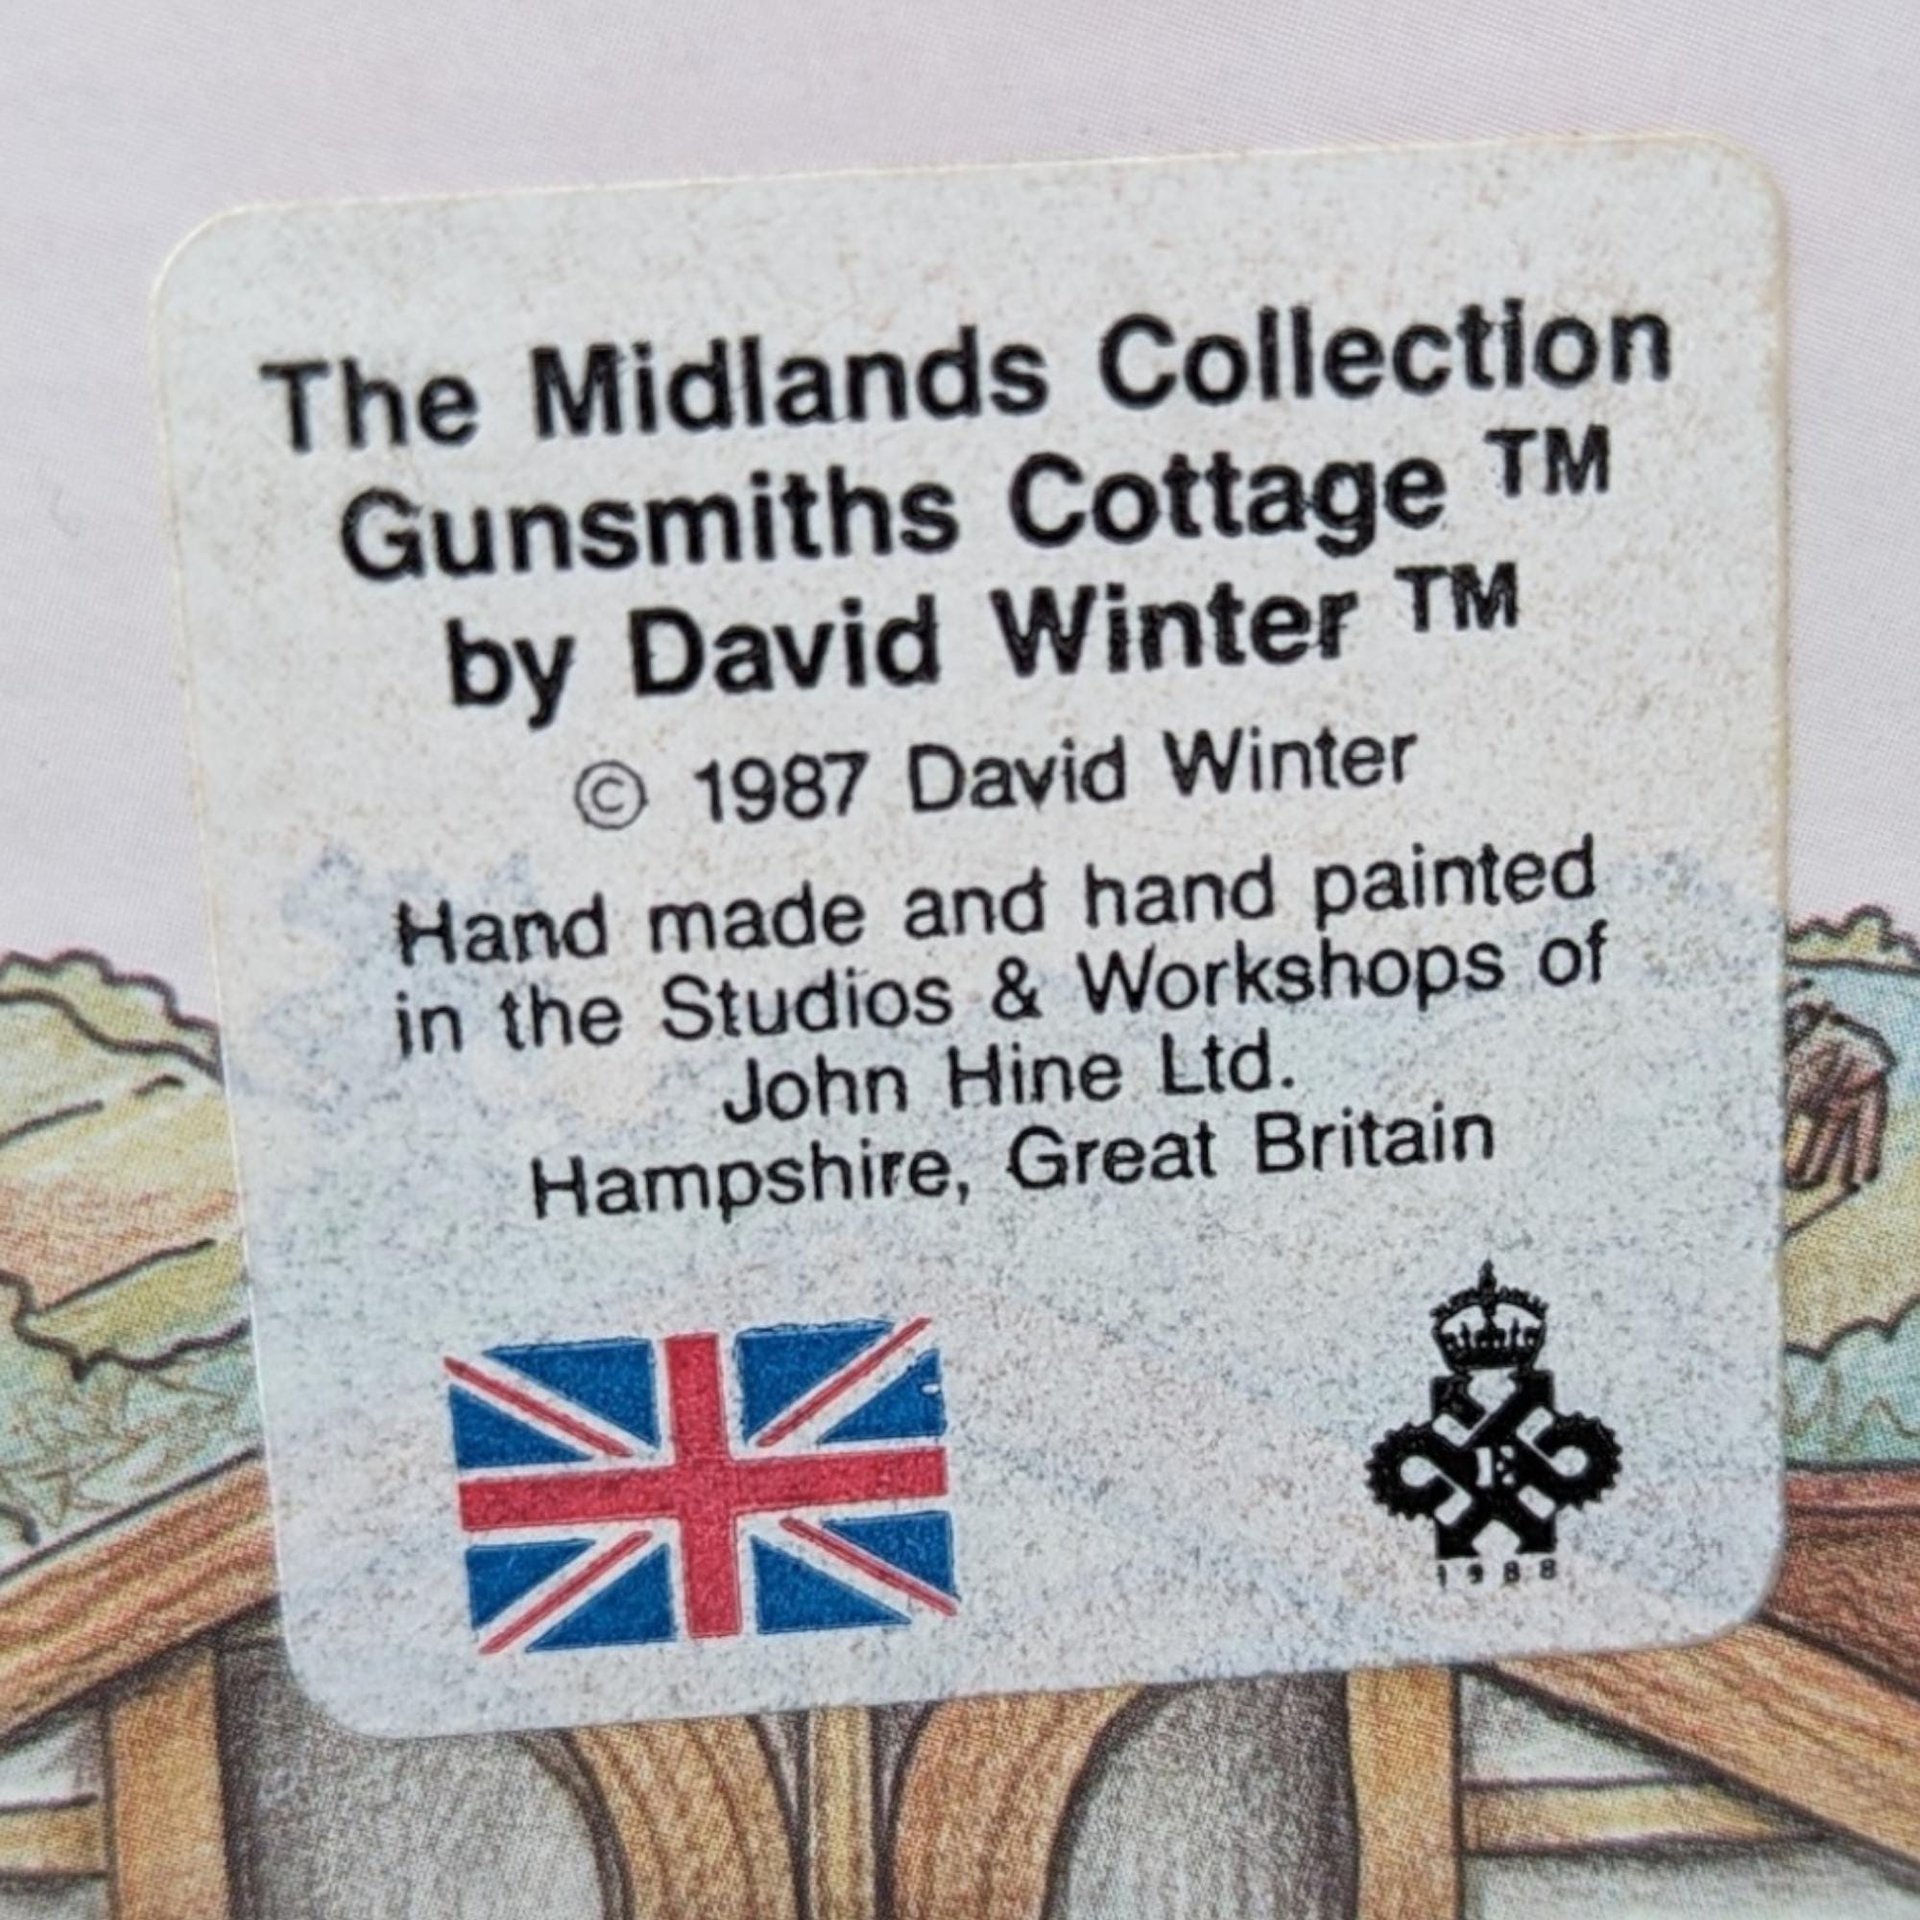 The Midlands Collection
Gunsmiths Cottage ™
by David Winter ™
© 1987 David Winter
Hand made and hand painted
in the Studios & Workshops of
John Hine Ltd.
Hampshire, Great Britain
E
1988